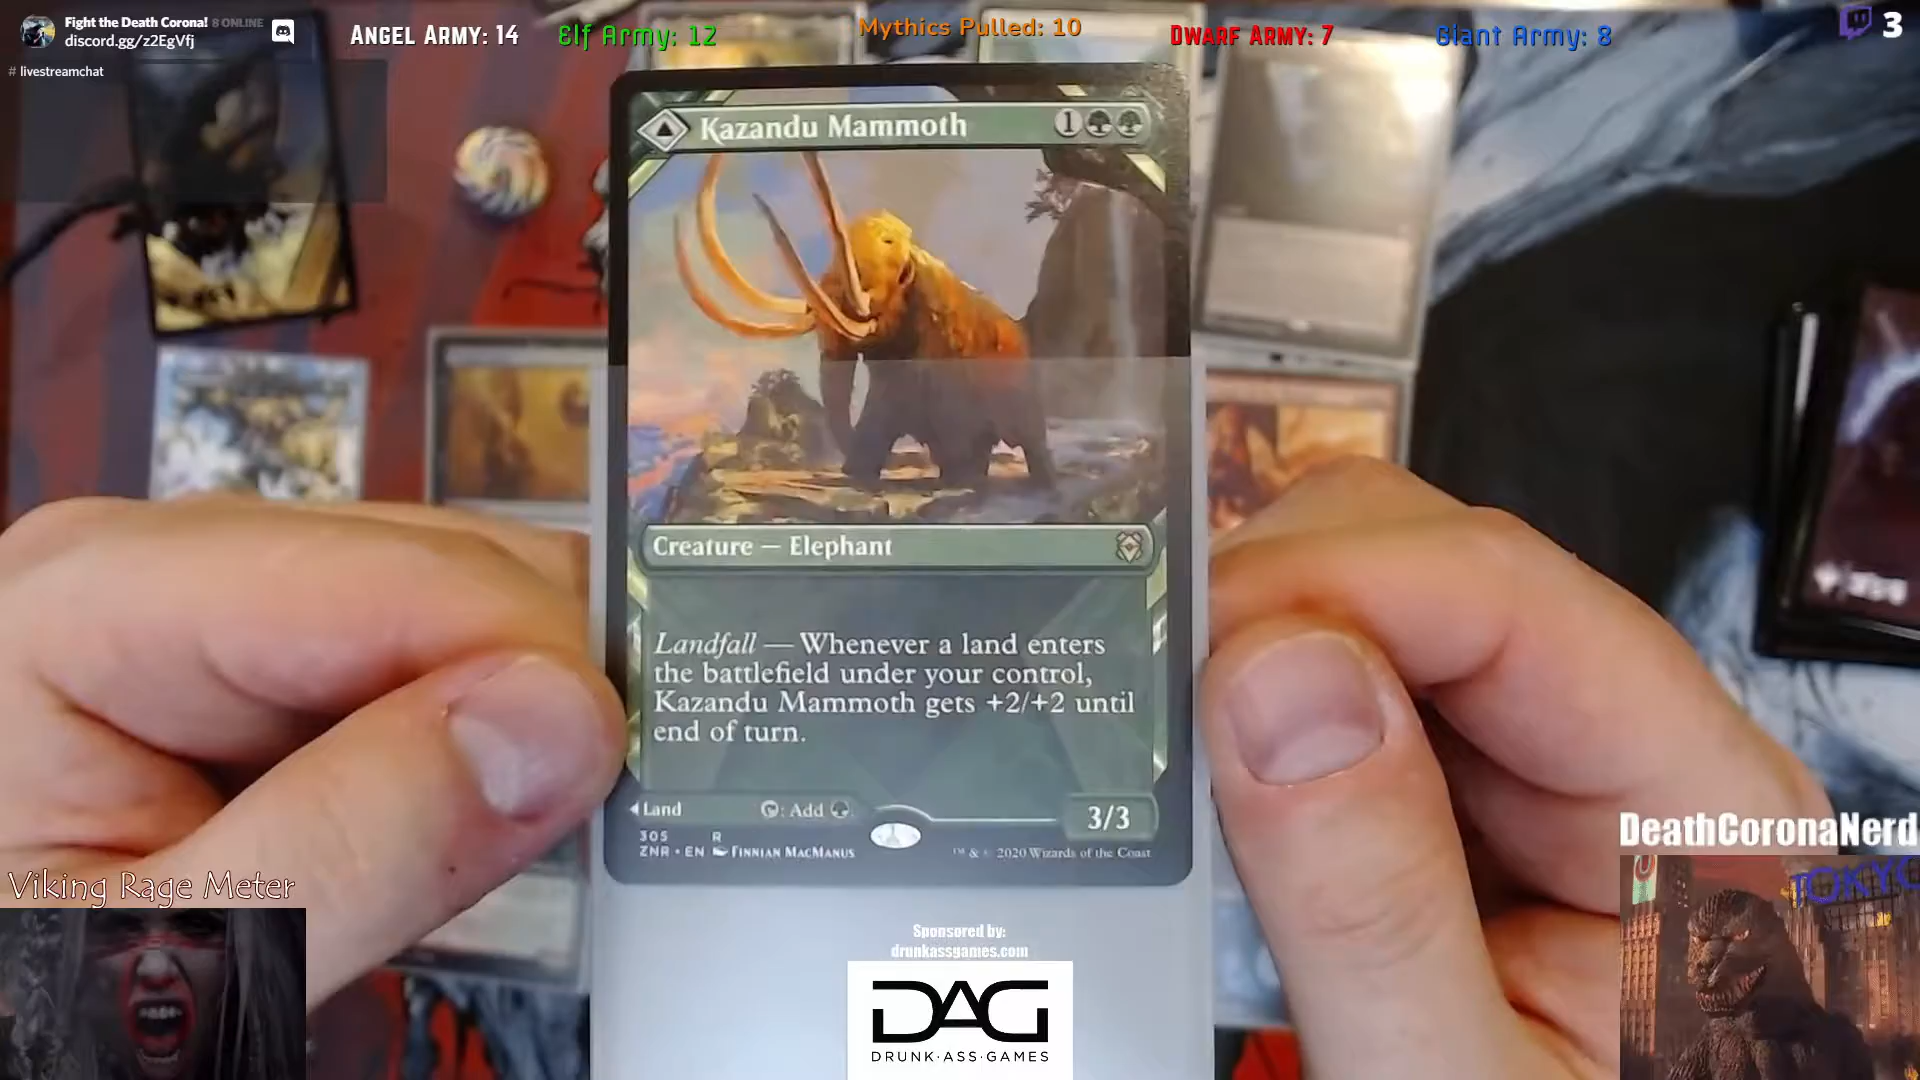 Fight the Death Corona! 8 ONLINE
discord.gg/z2EgVfj
# livestreamchat
ANGEL ARMY: 14
Elf Army: 12
Mythics Pulled: 10
Dwarf Army: 7
Giant Army: 8
3
Kazandu Mammoth 1
Creature — Elephant
Landfall — Whenever a land enters
the battlefield under your control,
Kazandu Mammoth gets +2/+2 until
end of turn.
Land : Add .
3/3
305 R
ZNR • EN FINNIAN MACMANUS
™ & © 2020 Wizards of the Coast
DeathCoronaNerd
TOKYO
Viking Rage Meter
Sponsored by:
drunkassgames.com
DAG
DRUNK·ASS·GAMES